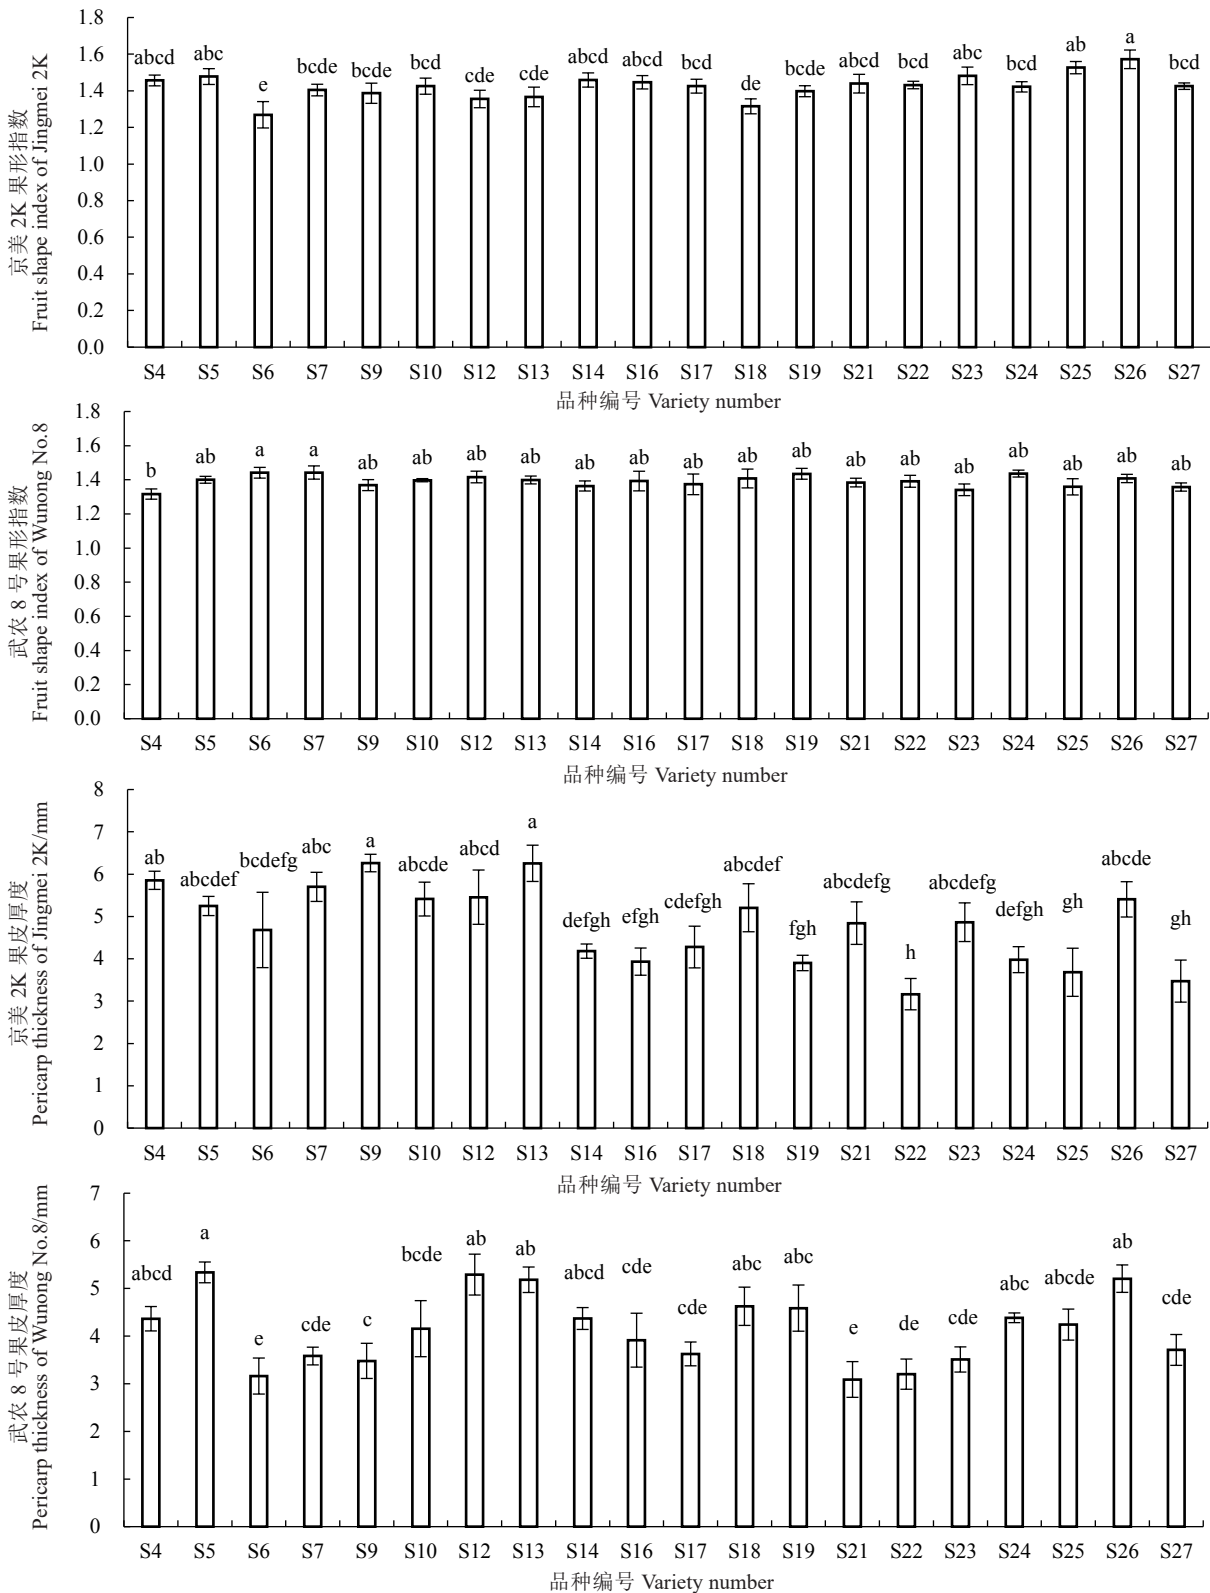 京美 2K 果形指数
Fruit shape index of Jingmei 2K
1.8
1.6
1.4
1.2
1.0
0.8
0.6
0.4
0.2
0.0
abcd abc e bcde bcde bcd cde cde abcd abcd bcd de bcde abcd bcd abc bcd ab a bcd
S4 S5 S6 S7 S9 S10 S12 S13 S14 S16 S17 S18 S19 S21 S22 S23 S24 S25 S26 S27
品种编号 Variety number
武农 8 号果形指数
Fruit shape index of Wunong No.8
1.8
1.6
1.4
1.2
1.0
0.8
0.6
0.4
0.2
0.0
b ab a a ab ab ab ab ab ab ab ab ab ab ab ab ab ab ab ab
S4 S5 S6 S7 S9 S10 S12 S13 S14 S16 S17 S18 S19 S21 S22 S23 S24 S25 S26 S27
品种编号 Variety number
京美 2K 果皮厚度
Pericarp thickness of Jingmei 2K/mm
8
7
6
5
4
3
2
1
0
ab abcdef bcdefg abc a abcde abcd a defgh efgh cdefgh abcdef fgh abcdefg h abcdefg defgh gh abcde gh
S4 S5 S6 S7 S9 S10 S12 S13 S14 S16 S17 S18 S19 S21 S22 S23 S24 S25 S26 S27
品种编号 Variety number
武农 8 号果皮厚度
Pericarp thickness of Wunong No.8/mm
7
6
5
4
3
2
1
0
abcd a e cde c bcde ab ab abcd cde cde abc abc e de cde abc abcde ab cde
S4 S5 S6 S7 S9 S10 S12 S13 S14 S16 S17 S18 S19 S21 S22 S23 S24 S25 S26 S27
品种编号 Variety number